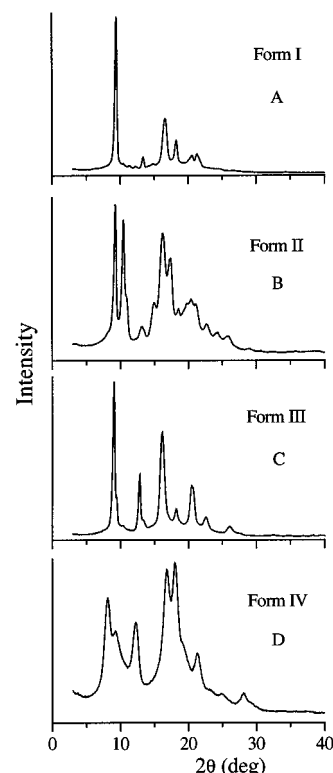 Form I
A
Form II
B
Form III
C
Form IV
D
Intensity
0 10 20 30 40
2θ (deg)